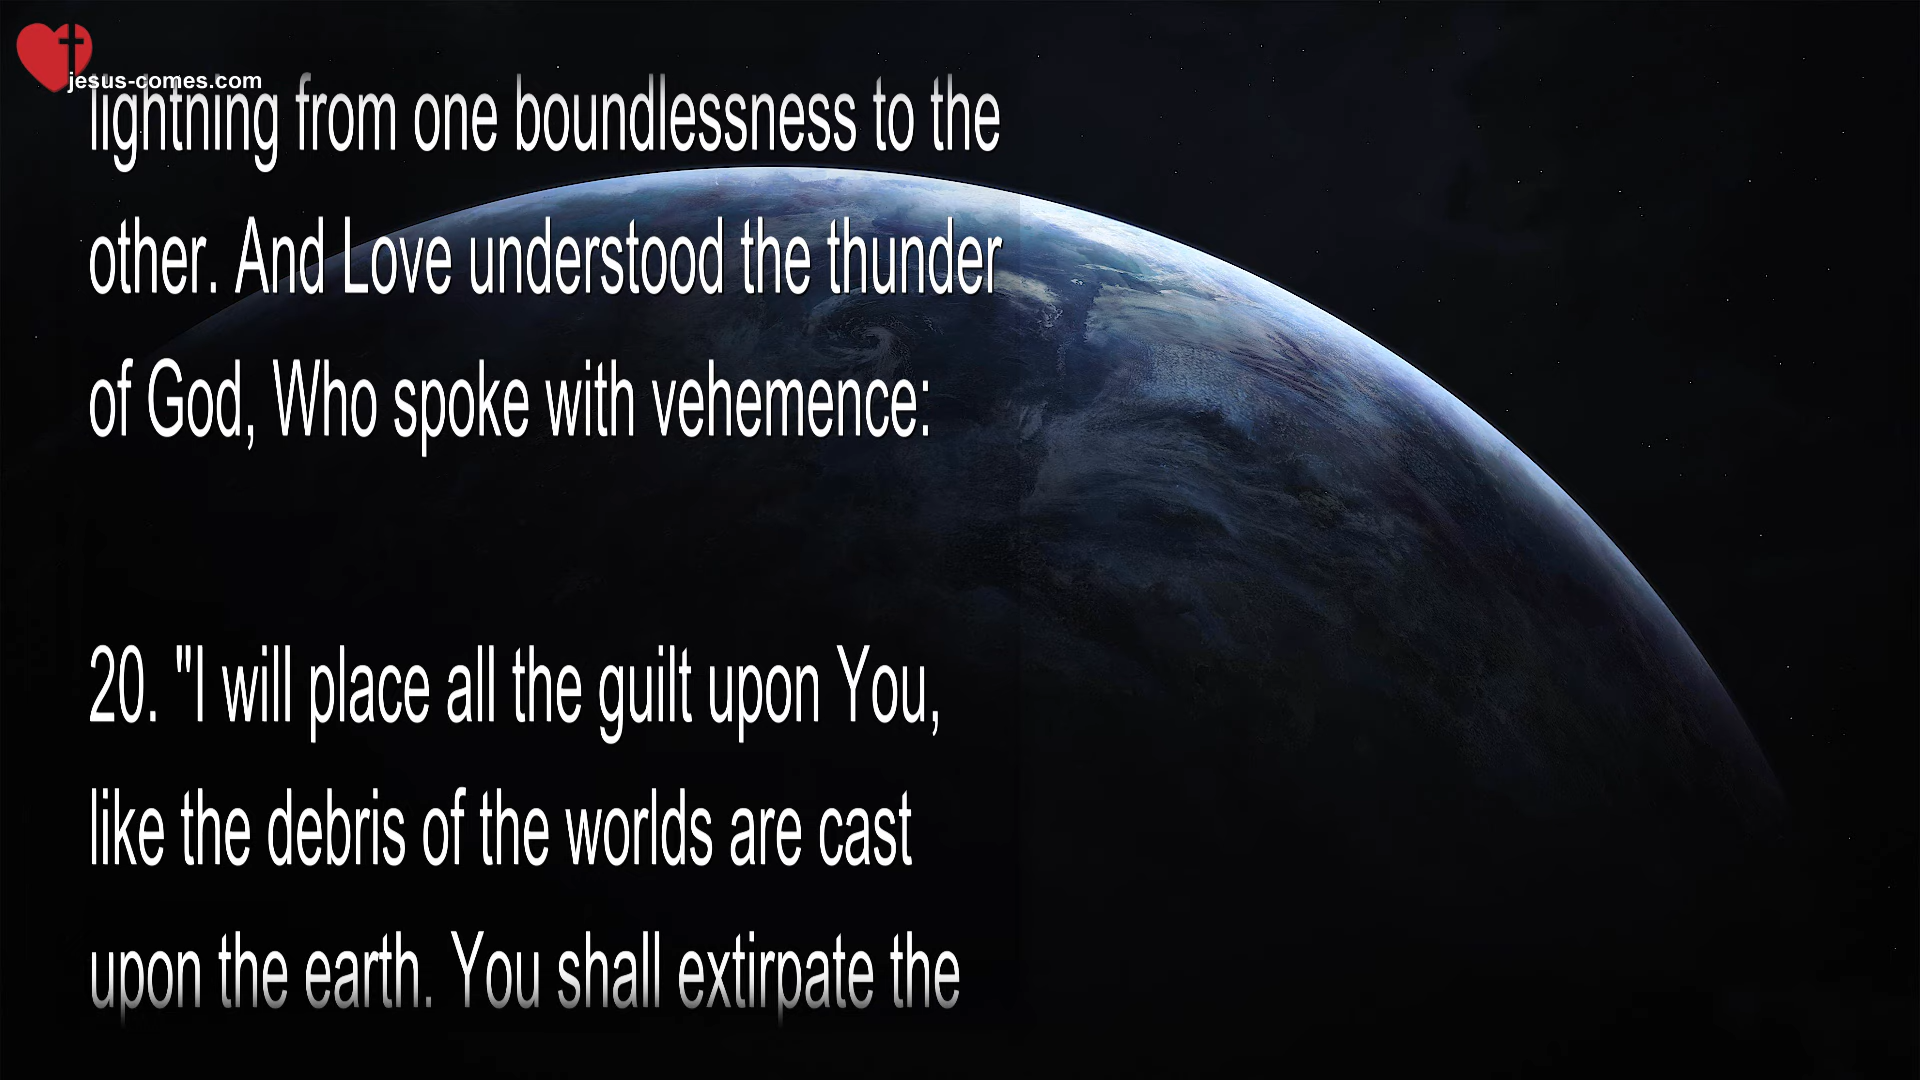 jesus-comes.com
lightning from one boundlessness to the
other. And Love understood the thunder
of God, Who spoke with vehemence:
20. "I will place all the guilt upon You,
like the debris of the worlds are cast
upon the earth. You shall extirpate the